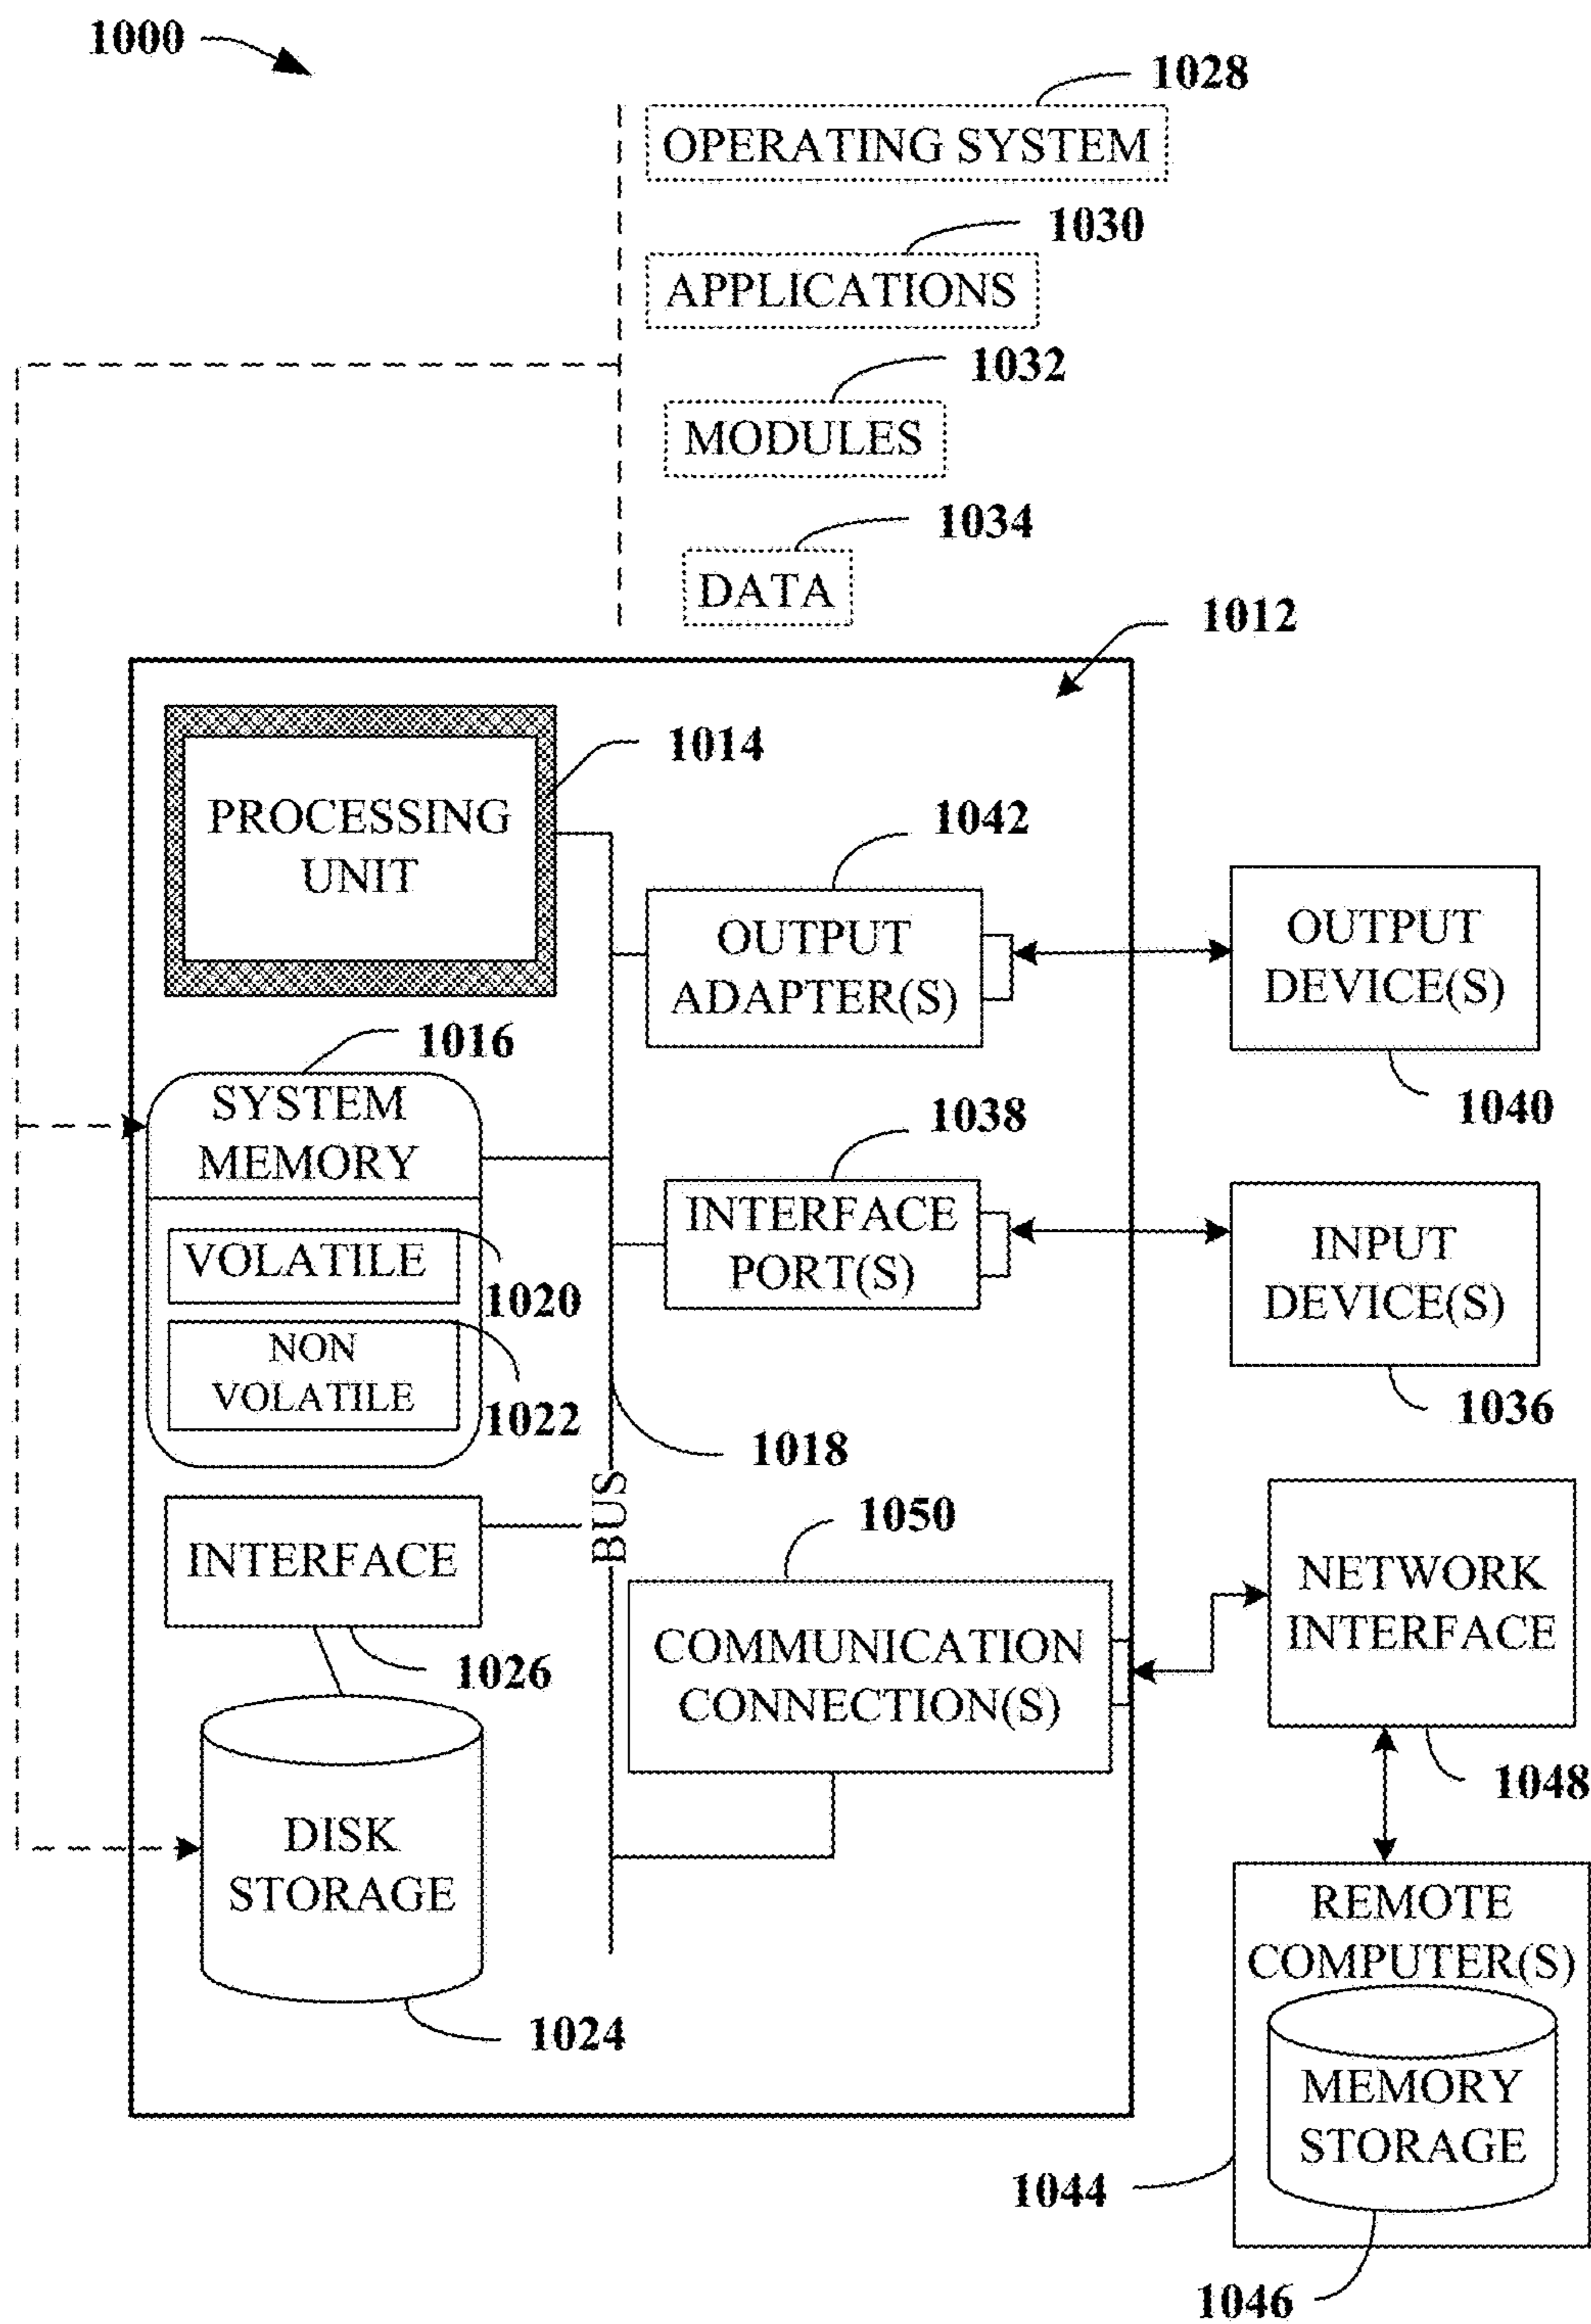 1000
1028
OPERATING SYSTEM
1030
APPLICATIONS
1032
MODULES
1034
DATA
1012
1014
PROCESSING
UNIT
1042
OUTPUT
ADAPTER(S)
OUTPUT
DEVICE(S)
1040
1016
SYSTEM
MEMORY
VOLATILE
1020
NON
VOLATILE
1022
1038
INTERFACE
PORT(S)
INPUT
DEVICE(S)
1036
1018
BUS
INTERFACE
1026
1050
COMMUNICATION
CONNECTION(S)
NETWORK
INTERFACE
1048
DISK
STORAGE
1024
REMOTE
COMPUTER(S)
MEMORY
STORAGE
1044
1046